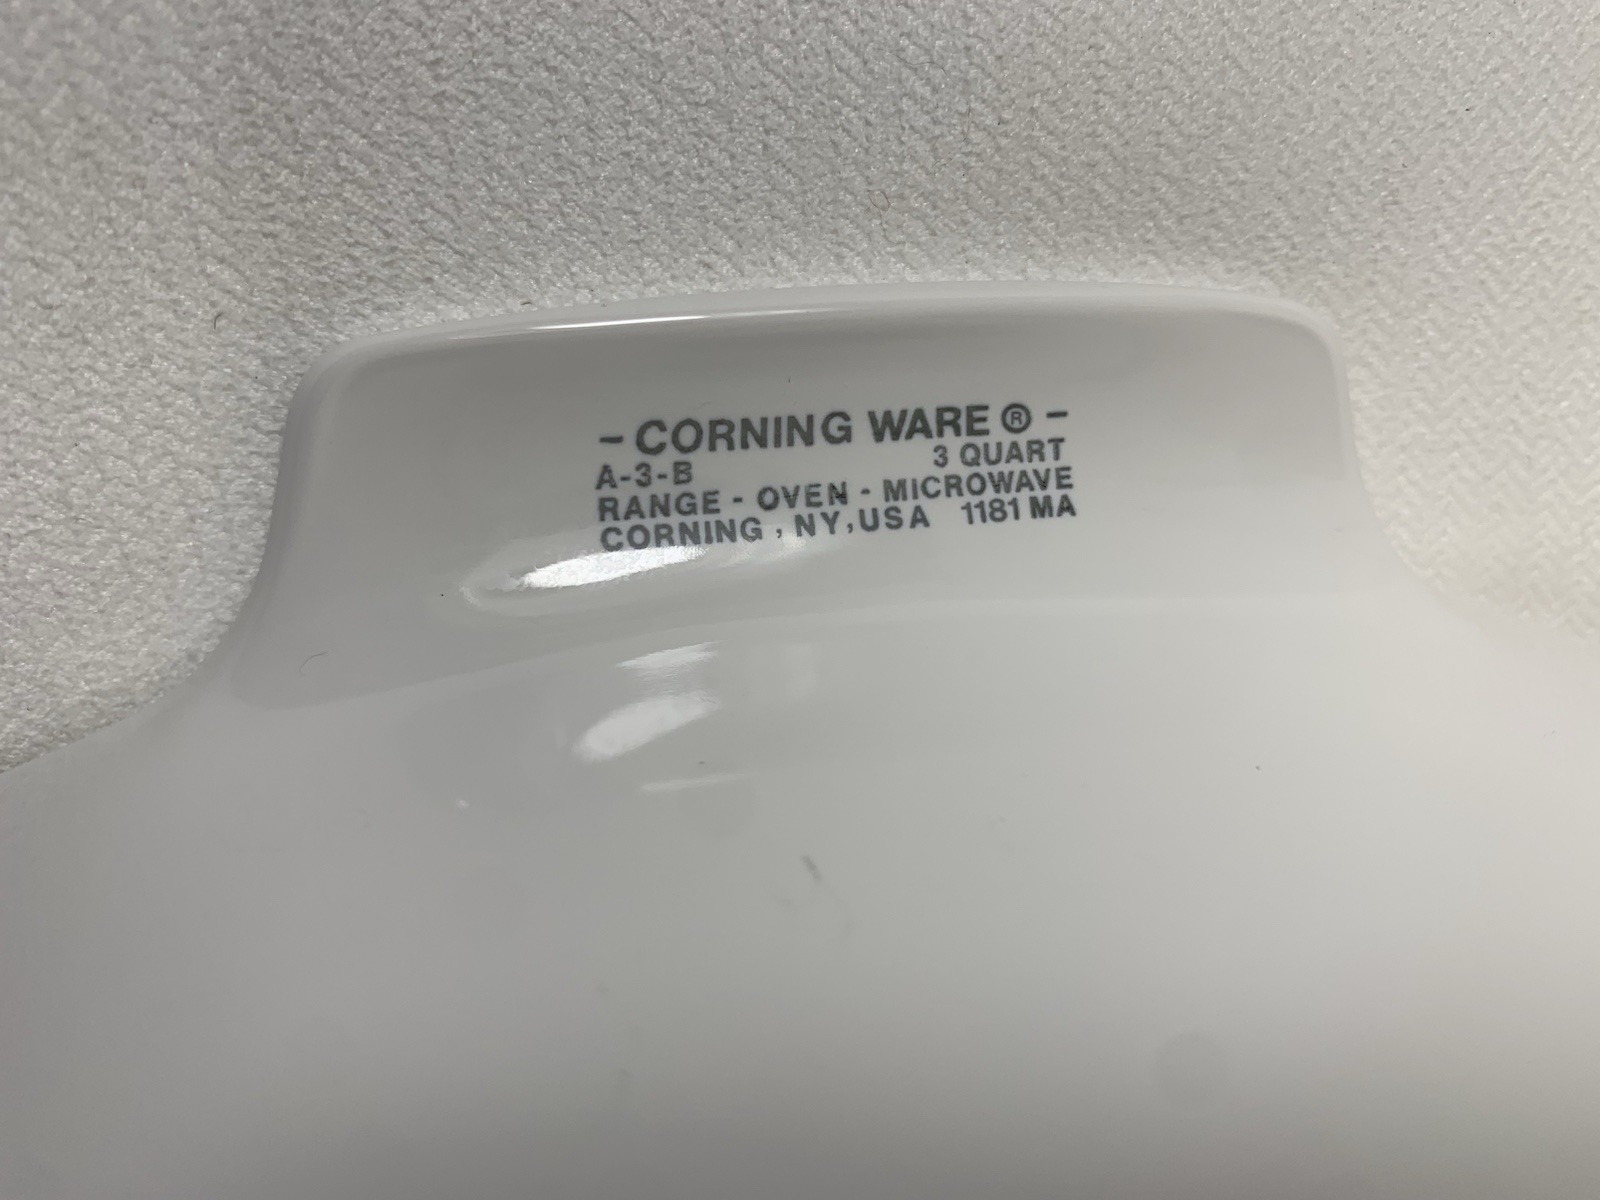 - CORNING WARE ® -
A-3-B 3 QUART
RANGE - OVEN - MICROWAVE
CORNING , NY, USA 1181 MA